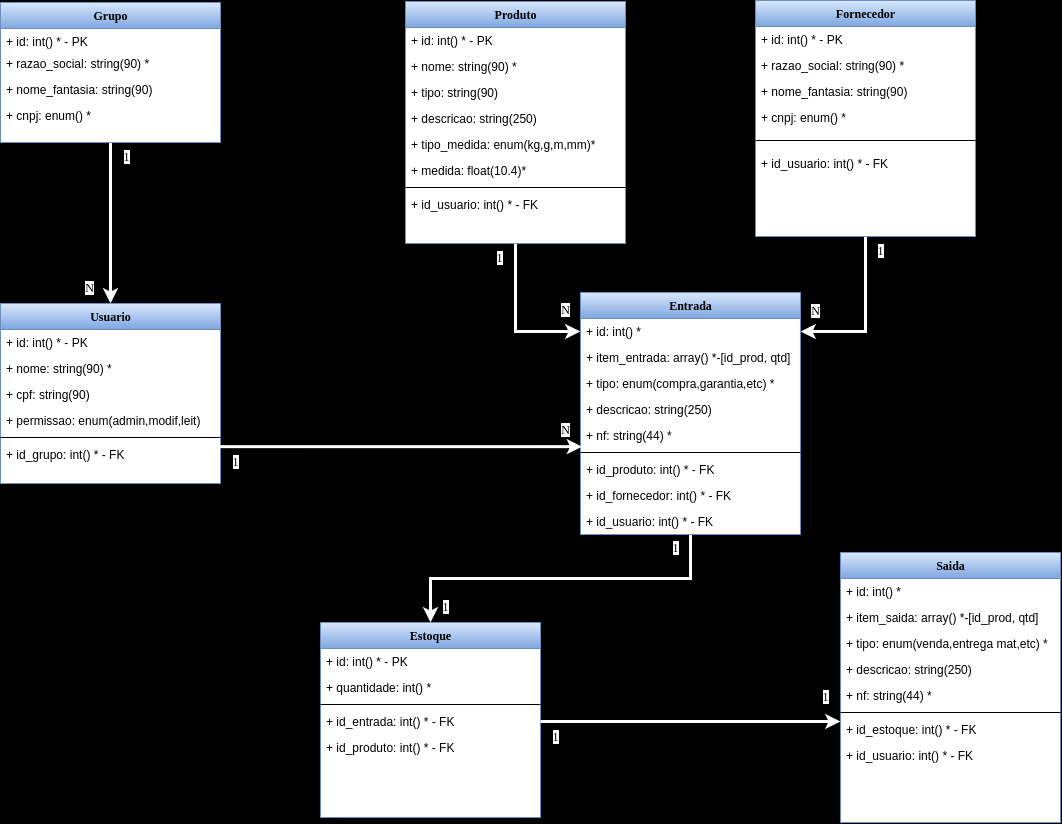 Grupo
+ id: int() * - PK
+ razao_social: string(90) *
+ nome_fantasia: string(90)
+ cnpj: enum() *
1
N
Produto
+ id: int() * - PK
+ nome: string(90) *
+ tipo: string(90)
+ descricao: string(250)
+ tipo_medida: enum(kg,g,m,mm)*
+ medida: float(10.4)*
+ id_usuario: int() * - FK
1
N
Fornecedor
+ id: int() * - PK
+ razao_social: string(90) *
+ nome_fantasia: string(90)
+ cnpj: enum() *
+ id_usuario: int() * - FK
1
N
Usuario
+ id: int() * - PK
+ nome: string(90) *
+ cpf: string(90)
+ permissao: enum(admin,modif,leit)
+ id_grupo: int() * - FK
1
N
Entrada
+ id: int() *
+ item_entrada: array() *-[id_prod, qtd]
+ tipo: enum(compra,garantia,etc) *
+ descricao: string(250)
+ nf: string(44) *
+ id_produto: int() * - FK
+ id_fornecedor: int() * - FK
+ id_usuario: int() * - FK
1
1
Estoque
+ id: int() * - PK
+ quantidade: int() *
+ id_entrada: int() * - FK
+ id_produto: int() * - FK
1
1
Saida
+ id: int() *
+ item_saida: array() *-[id_prod, qtd]
+ tipo: enum(venda,entrega mat,etc) *
+ descricao: string(250)
+ nf: string(44) *
+ id_estoque: int() * - FK
+ id_usuario: int() * - FK